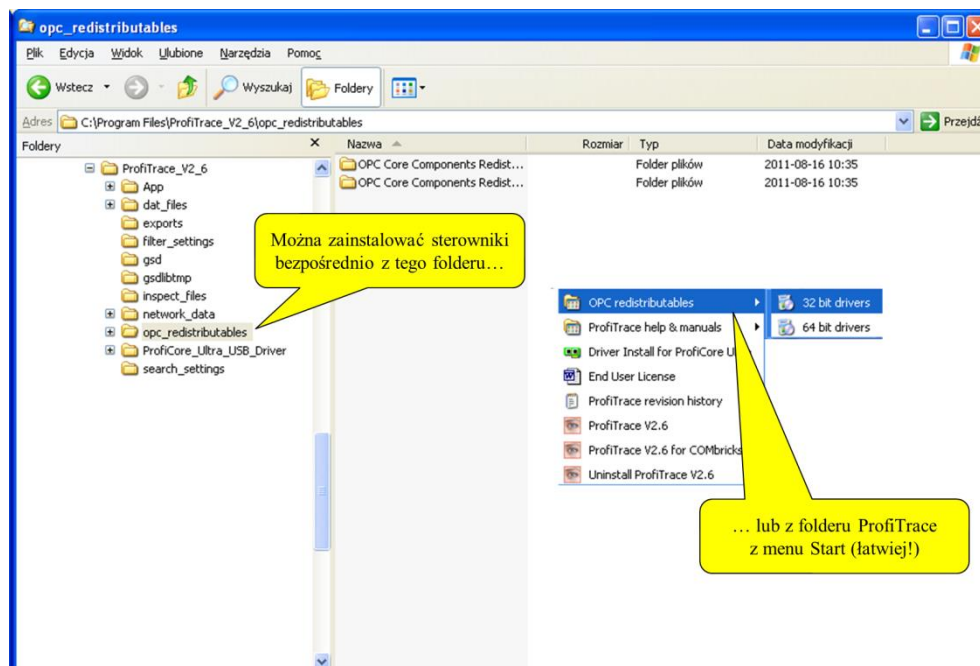 opc_redistributables
Plik Edycja Widok Ulubione Narzędzia Pomoc
Wstecz Wyszukaj Foldery
Adres C:\Program Files\ProfiTrace_V2_6\opc_redistributables Przejdź
Foldery Nazwa Rozmiar Typ Data modyfikacji
ProfiTrace_V2_6
App
dat_files
exports
filter_settings
gsd
gsdlibtmp
inspect_files
network_data
opc_redistributables
ProfiCore_Ultra_USB_Driver
search_settings
OPC Core Components Redist... Folder plików 2011-08-16 10:35
OPC Core Components Redist... Folder plików 2011-08-16 10:35
Można zainstalować sterowniki
bezpośrednio z tego folderu…
OPC redistributables
ProfiTrace help & manuals
Driver Install for ProfiCore U
End User License
ProfiTrace revision history
ProfiTrace V2.6
ProfiTrace V2.6 for COMbricks
Uninstall ProfiTrace V2.6
32 bit drivers
64 bit drivers
… lub z folderu ProfiTrace
z menu Start (łatwiej!)